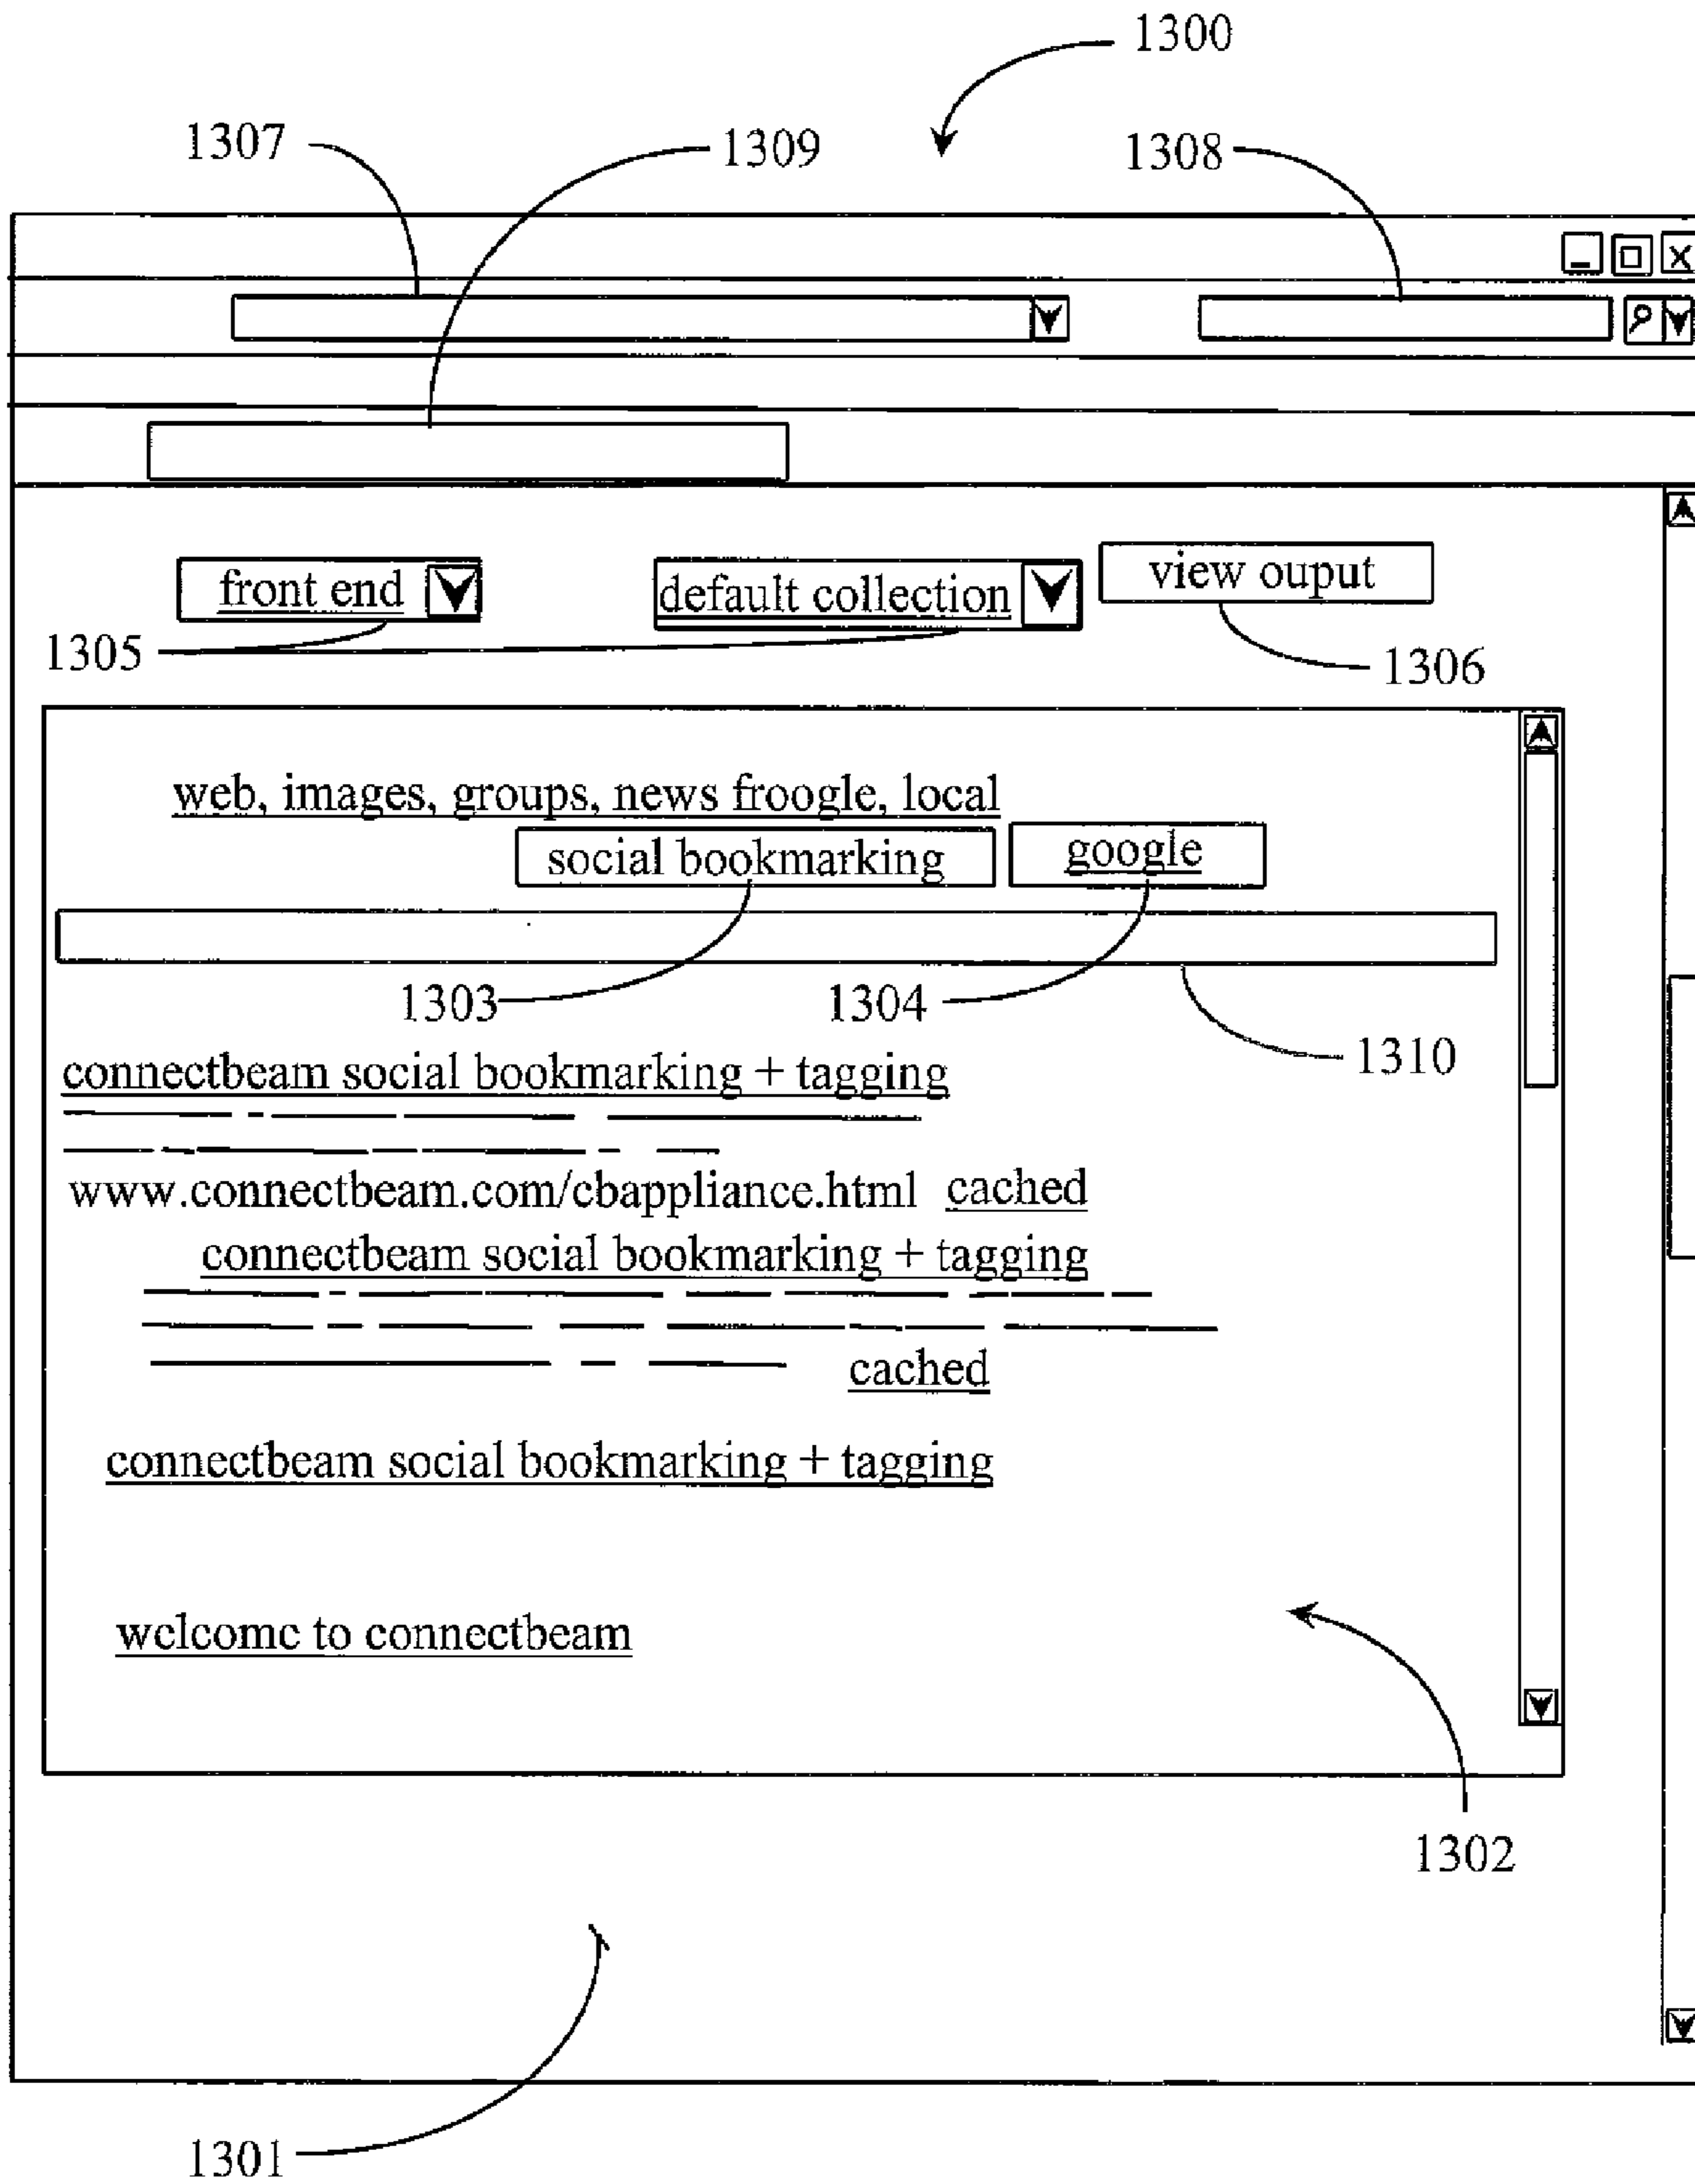 1300
1307
1309
1308
X
front end
default collection
view ouput
1305
1306
web, images, groups, news froogle, local
social bookmarking
google
1303
1304
1310
connectbeam social bookmarking + tagging
www.connectbeam.com/cbappliance.html cached
connectbeam social bookmarking + tagging
cached
connectbeam social bookmarking + tagging
welcome to connectbeam
1302
1301